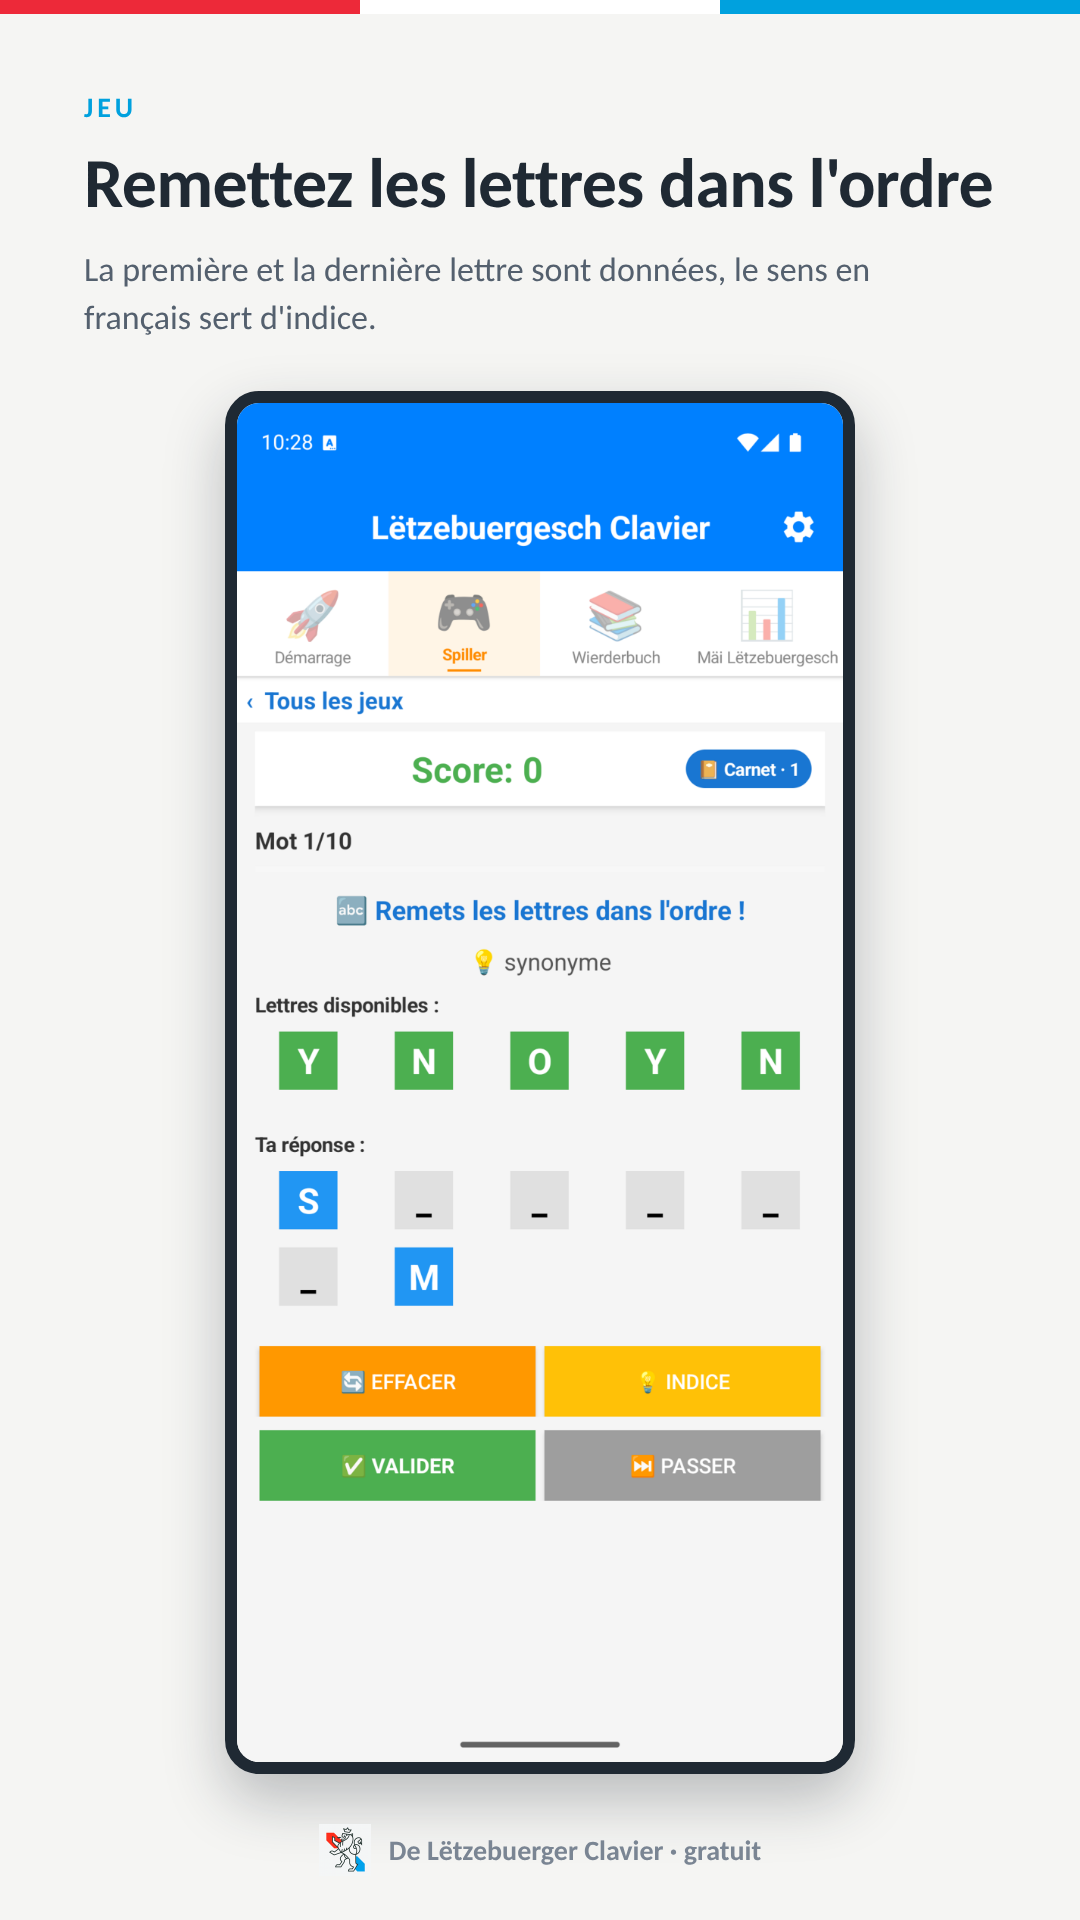 JEU
Remettez les lettres dans l'ordre
La première et la dernière lettre sont données, le sens en
français sert d'indice.
10:28 A
Lëtzebuergesch Clavier
Démarrage
Spiller
Wierderbuch
Mäi Lëtzebuergesch
‹ Tous les jeux
Score: 0
Carnet · 1
Mot 1/10
abc Remets les lettres dans l'ordre !
synonyme
Lettres disponibles :
Y N O Y N
Ta réponse :
S _ _ _ _
_ M
EFFACER
INDICE
VALIDER
PASSER
De Lëtzebuerger Clavier · gratuit